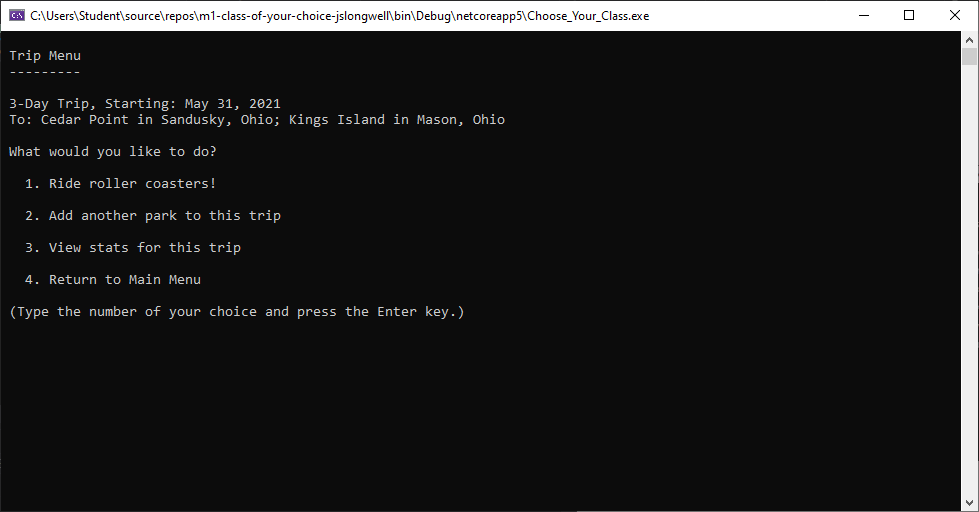 C:\Users\Student\source\repos\m1-class-of-your-choice-jslongwell\bin\Debug\netcoreapp5\Choose_Your_Class.exe
Trip Menu
---------
3-Day Trip, Starting: May 31, 2021
To: Cedar Point in Sandusky, Ohio; Kings Island in Mason, Ohio
What would you like to do?
1. Ride roller coasters!
2. Add another park to this trip
3. View stats for this trip
4. Return to Main Menu
(Type the number of your choice and press the Enter key.)